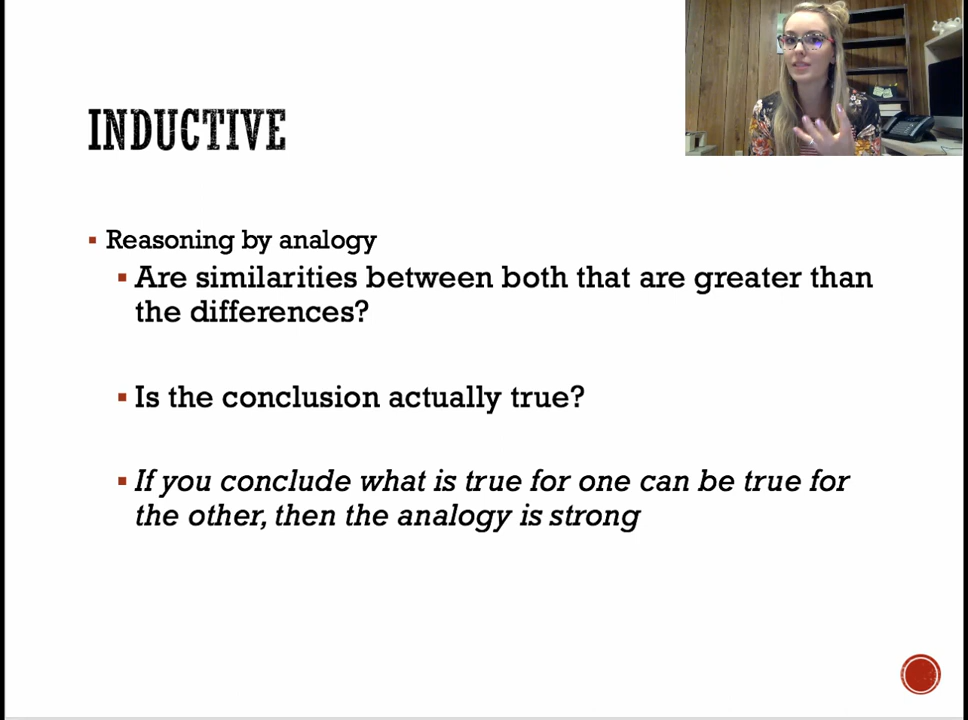 INDUCTIVE
Reasoning by analogy
Are similarities between both that are greater than
the differences?
Is the conclusion actually true?
If you conclude what is true for one can be true for
the other, then the analogy is strong